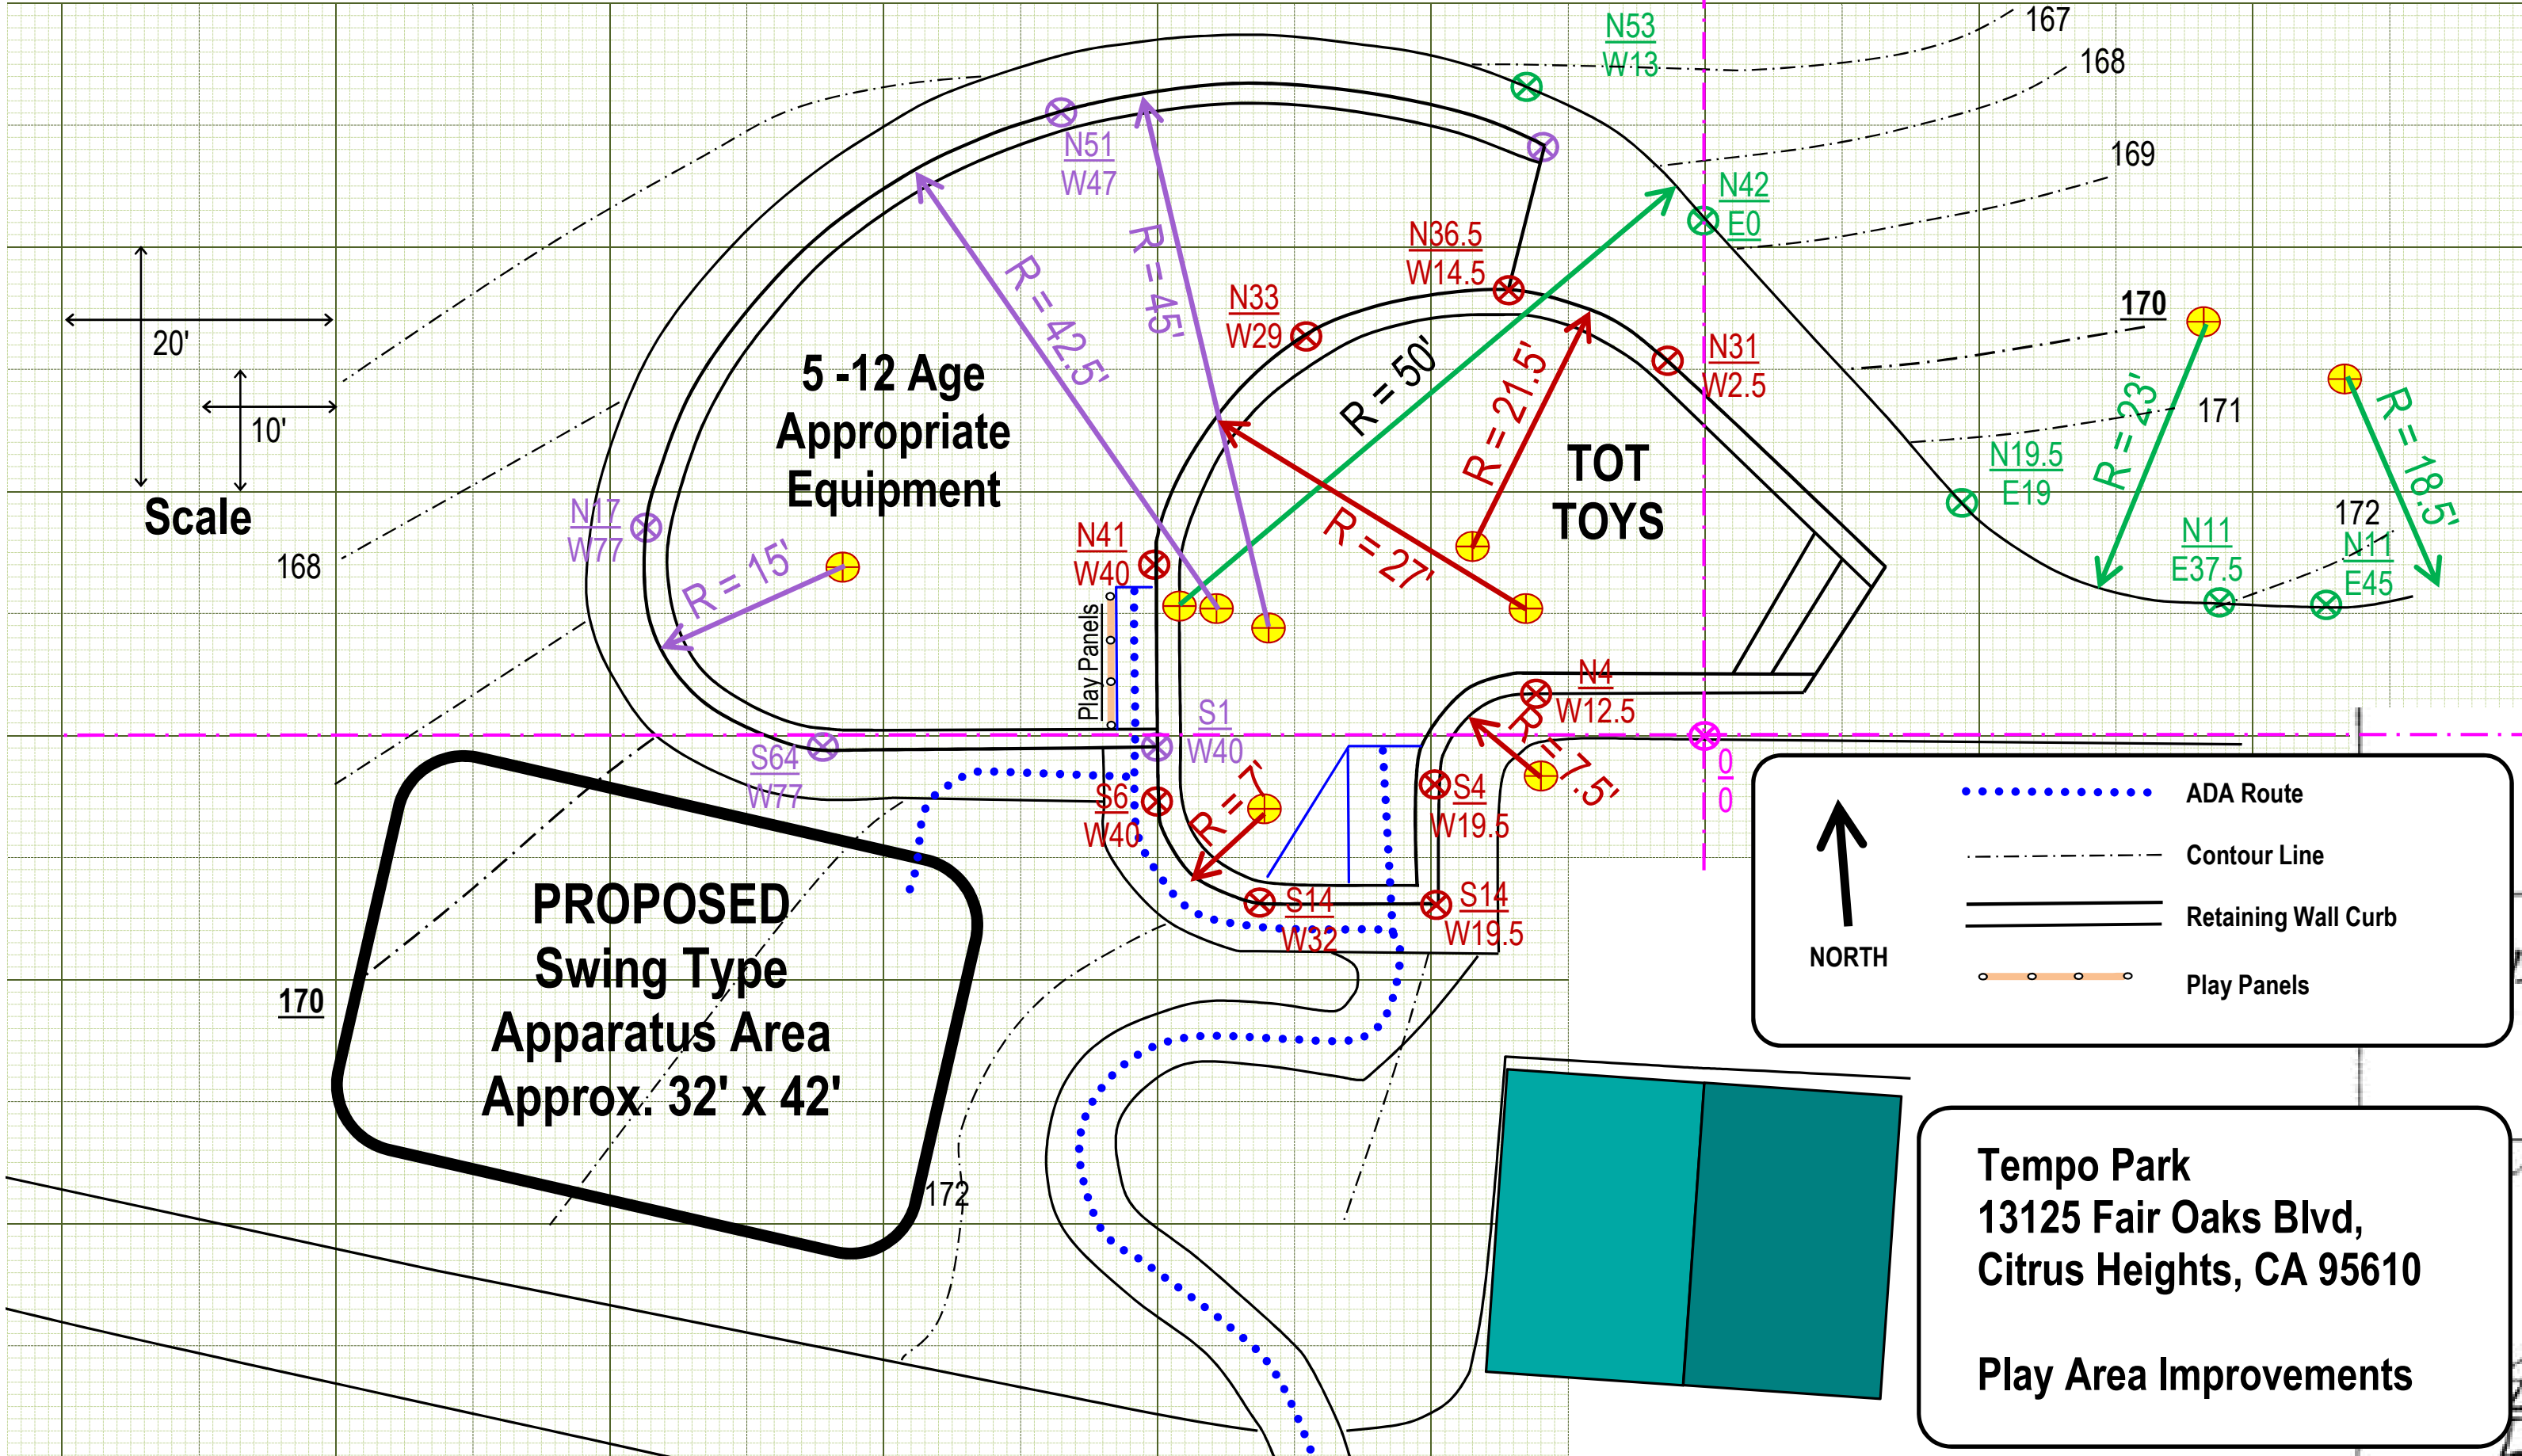 N53
W13
167
168
169
N51
W47
N42
E0
N36.5
W14.5
R = 45'
R = 42.5'
N33
W29
170
20'
10'
Scale
5 -12 Age
Appropriate
Equipment
R = 50'
R = 21.5'
N31
W2.5
TOT
TOYS
R = 23'
171
R = 18.5'
N19.5
E19
172
N11
E37.5
N11
E45
168
N17
W77
R = 15'
N41
W40
R = 27'
Play Panels
N4
W12.5
S1
W40
S64
W77
R = 7.5'
0
0
S6
W40
R = 7'
S4
W19.5
S14
W32
S14
W19.5
NORTH
ADA Route
Contour Line
Retaining Wall Curb
Play Panels
170
PROPOSED
Swing Type
Apparatus Area
Approx. 32' x 42'
172
Tempo Park
13125 Fair Oaks Blvd,
Citrus Heights, CA 95610
Play Area Improvements